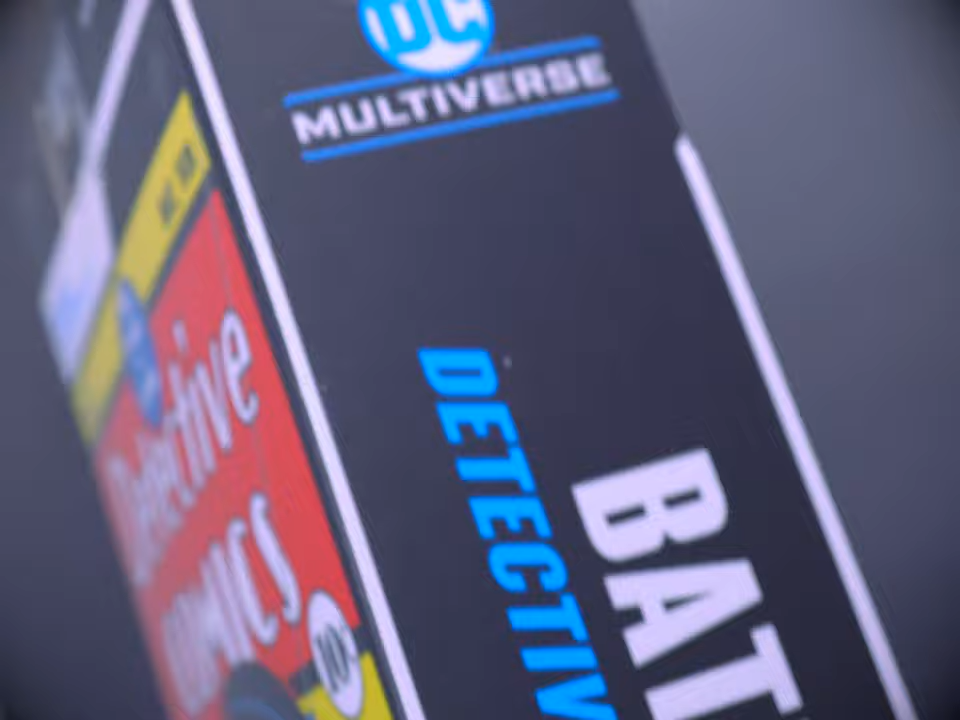 DC
MULTIVERSE
Detective
COMICS
10¢
DETECTIV
BAT